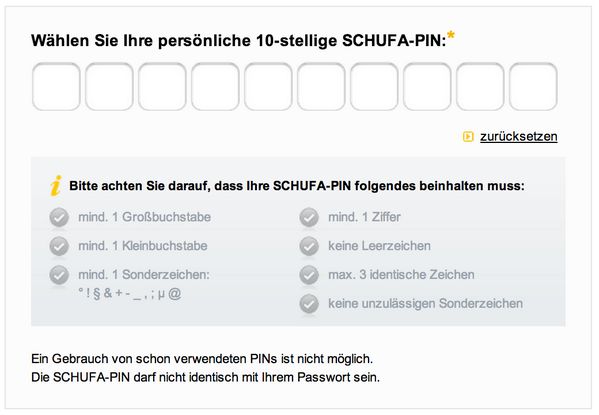 Wählen Sie Ihre persönliche 10-stellige SCHUFA-PIN:*
zurücksetzen
i Bitte achten Sie darauf, dass Ihre SCHUFA-PIN folgendes beinhalten muss:
mind. 1 Großbuchstabe
mind. 1 Kleinbuchstabe
mind. 1 Sonderzeichen:
° ! § & + - _ , ; µ @
mind. 1 Ziffer
keine Leerzeichen
max. 3 identische Zeichen
keine unzulässigen Sonderzeichen
Ein Gebrauch von schon verwendeten PINs ist nicht möglich.
Die SCHUFA-PIN darf nicht identisch mit Ihrem Passwort sein.